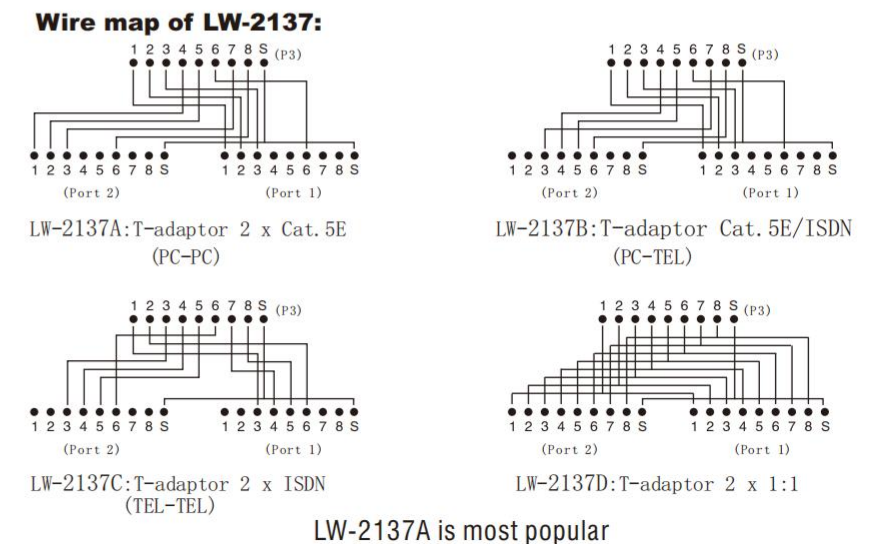 Wire map of LW-2137:
1 2 3 4 5 6 7 8 S (P3)
1 2 3 4 5 6 7 8 S 1 2 3 4 5 6 7 8 S
(Port 2) (Port 1)
LW-2137A:T-adaptor 2 x Cat.5E
(PC-PC)
1 2 3 4 5 6 7 8 S (P3)
1 2 3 4 5 6 7 8 S 1 2 3 4 5 6 7 8 S
(Port 2) (Port 1)
LW-2137B:T-adaptor Cat.5E/ISDN
(PC-TEL)
1 2 3 4 5 6 7 8 S (P3)
1 2 3 4 5 6 7 8 S 1 2 3 4 5 6 7 8 S
(Port 2) (Port 1)
LW-2137C:T-adaptor 2 x ISDN
(TEL-TEL)
1 2 3 4 5 6 7 8 S (P3)
1 2 3 4 5 6 7 8 S 1 2 3 4 5 6 7 8 S
(Port 2) (Port 1)
LW-2137D:T-adaptor 2 x 1:1
LW-2137A is most popular